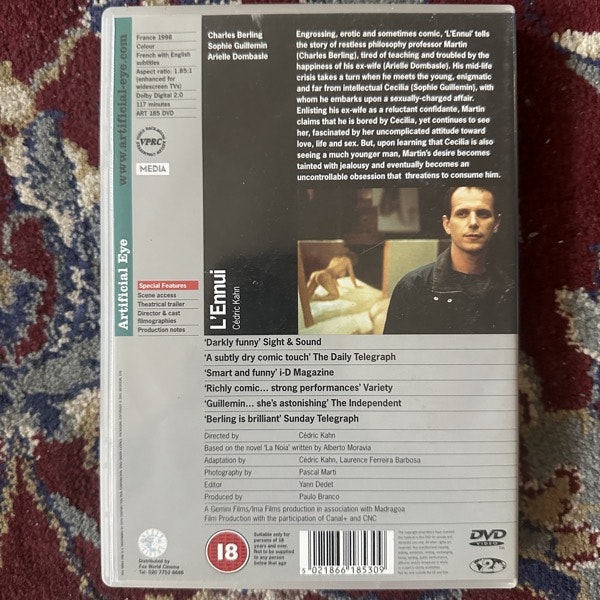 www.artificial-eye.com
Artificial Eye
France 1998
Colour
French with English
subtitles
Aspect ratio: 1.85:1
(enhanced for
widescreen TVs)
Dolby Digital 2.0
117 minutes
ART 185 DVD
VPRC
MEDIA
Special Features
Scene access
Theatrical trailer
Director & cast
filmographies
Production notes
Charles Berling
Sophie Guillemin
Arielle Dombasle
Engrossing, erotic and sometimes comic, 'L'Ennui' tells
the story of restless philosophy professor Martin
(Charles Berling), tired of teaching and troubled by the
happiness of his ex-wife (Arielle Dombasle). His mid-life
crisis takes a turn when he meets the young, enigmatic
and far from intellectual Cecilia (Sophie Guillemin), with
whom he embarks upon a sexually-charged affair.
Enlisting his ex-wife as a reluctant confidante, Martin
claims that he is bored by Cecilia, yet continues to see
her, fascinated by her uncomplicated attitude toward
love, life and sex. But, upon learning that Cecilia is also
seeing a much younger man, Martin's desire becomes
tainted with jealousy and eventually becomes an
uncontrollable obsession that threatens to consume him.
L'Ennui
Cédric Kahn
'Darkly funny' Sight & Sound
'A subtly dry comic touch' The Daily Telegraph
'Smart and funny' i-D Magazine
'Richly comic... strong performances' Variety
'Guillemin... she's astonishing' The Independent
'Berling is brilliant' Sunday Telegraph
Directed by Cédric Kahn
Based on the novel 'La Noia' written by Alberto Moravia
Adaptation by Cédric Kahn, Laurence Ferreira Barbosa
Photography by Pascal Marti
Editor Yann Dedet
Produced by Paulo Branco
A Gemini Films/Ima Films production in association with Madragoa
Film Production with the participation of Canal+ and CNC
Distributed by
Fox World Cinema
Tel: 020 7753 8686
18
Suitable only for
persons of 18
years and over.
Not to be supplied
to any person
below that age
5 021866 185309
DVD
VIDEO
2